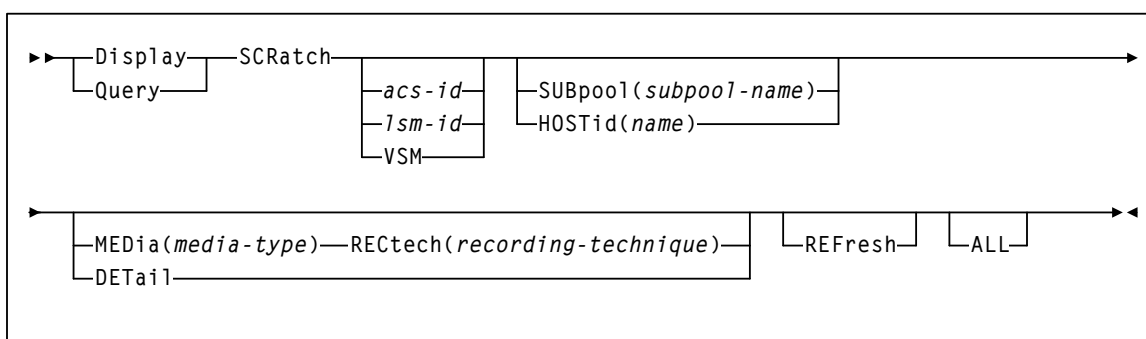 Display SCRatch
Query
acs-id SUBpool(subpool-name)
lsm-id HOSTid(name)
VSM
MEDia(media-type) RECtech(recording-technique) REFresh ALL
DETail